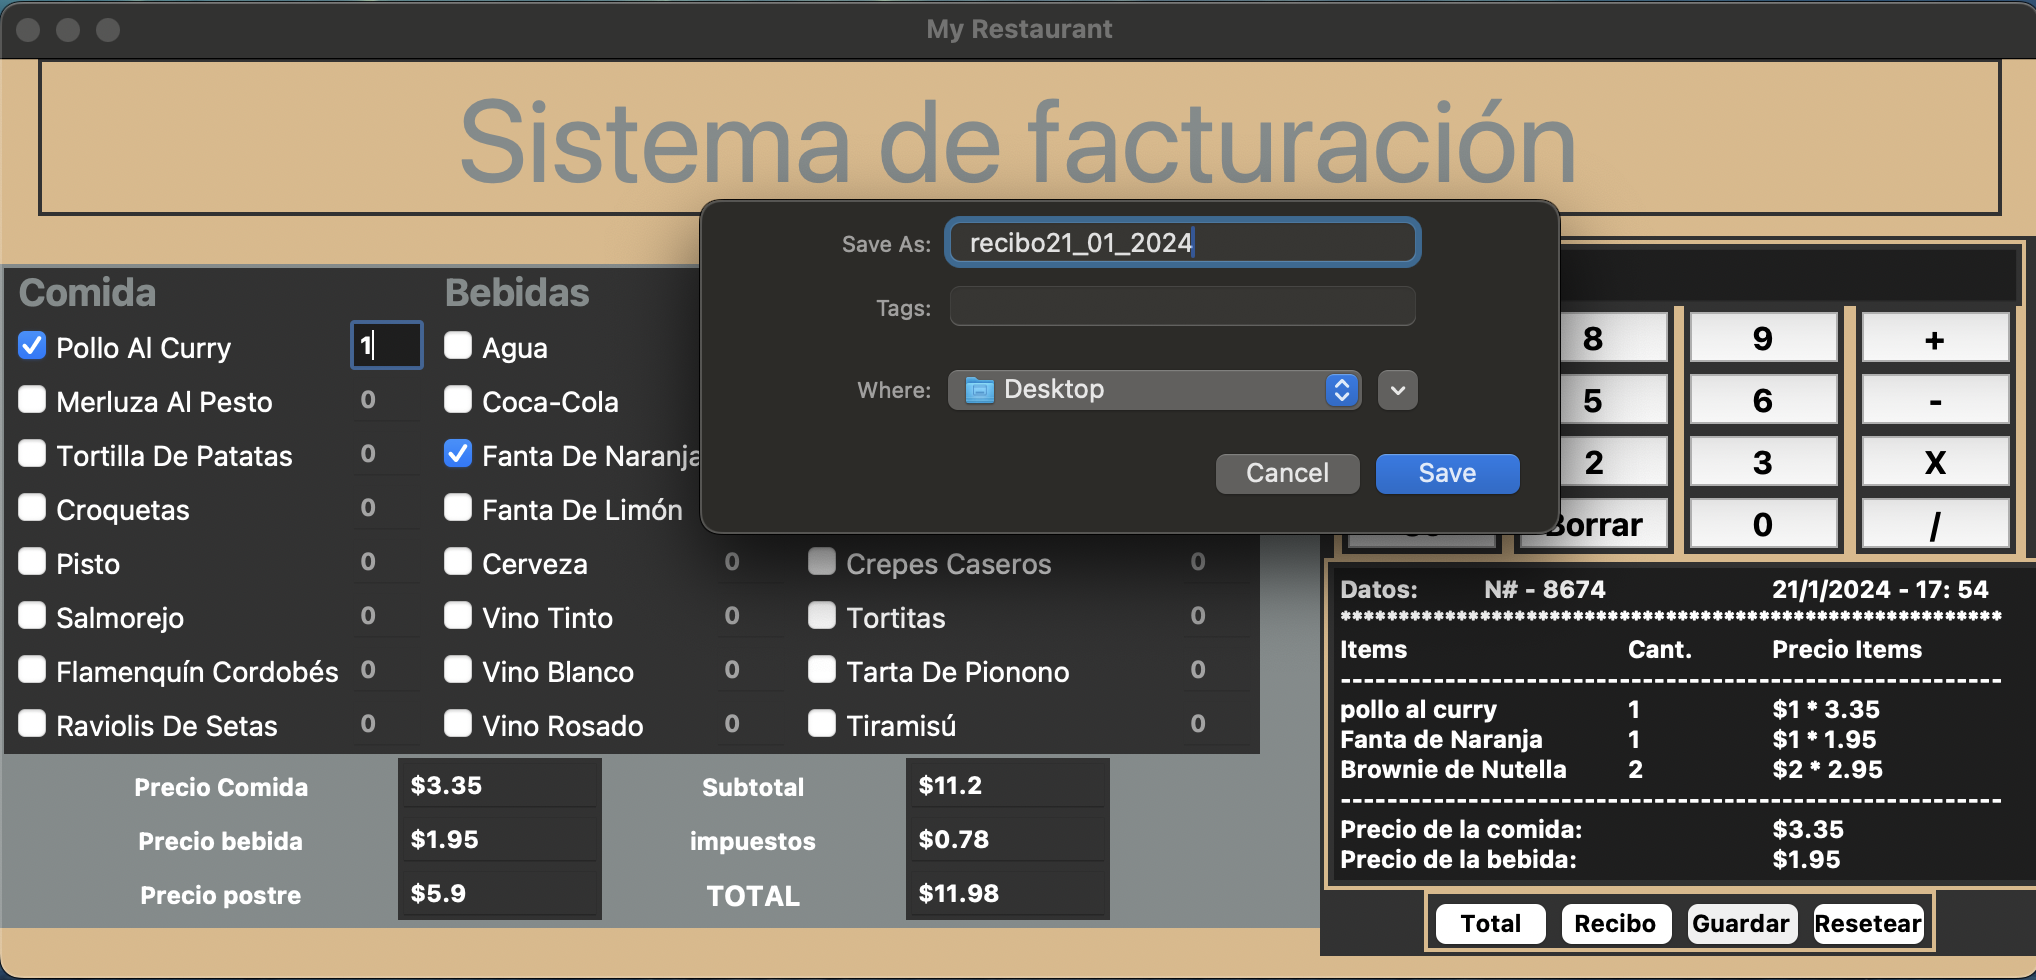 My Restaurant
Sistema de facturación
Save As: recibo21_01_2024
Tags:
Where: Desktop
Cancel Save
Comida
Pollo Al Curry 1
Merluza Al Pesto 0
Tortilla De Patatas 0
Croquetas 0
Pisto 0
Salmorejo 0
Flamenquín Cordobés 0
Raviolis De Setas 0
Bebidas
Agua
Coca-Cola
Fanta De Naranja
Fanta De Limón
Cerveza 0
Vino Tinto 0
Vino Blanco 0
Vino Rosado 0
Crepes Caseros 0
Tortitas 0
Tarta De Pionono 0
Tiramisú 0
8 9 +
5 6 -
2 3 X
Borrar 0 /
Datos: N# - 8674 21/1/2024 - 17: 54
*********************************************************
Items Cant. Precio Items
---------------------------------------------------------
pollo al curry 1 $1 * 3.35
Fanta de Naranja 1 $1 * 1.95
Brownie de Nutella 2 $2 * 2.95
---------------------------------------------------------
Precio de la comida: $3.35
Precio de la bebida: $1.95
Precio Comida $3.35 Subtotal $11.2
Precio bebida $1.95 impuestos $0.78
Precio postre $5.9 TOTAL $11.98
Total Recibo Guardar Resetear